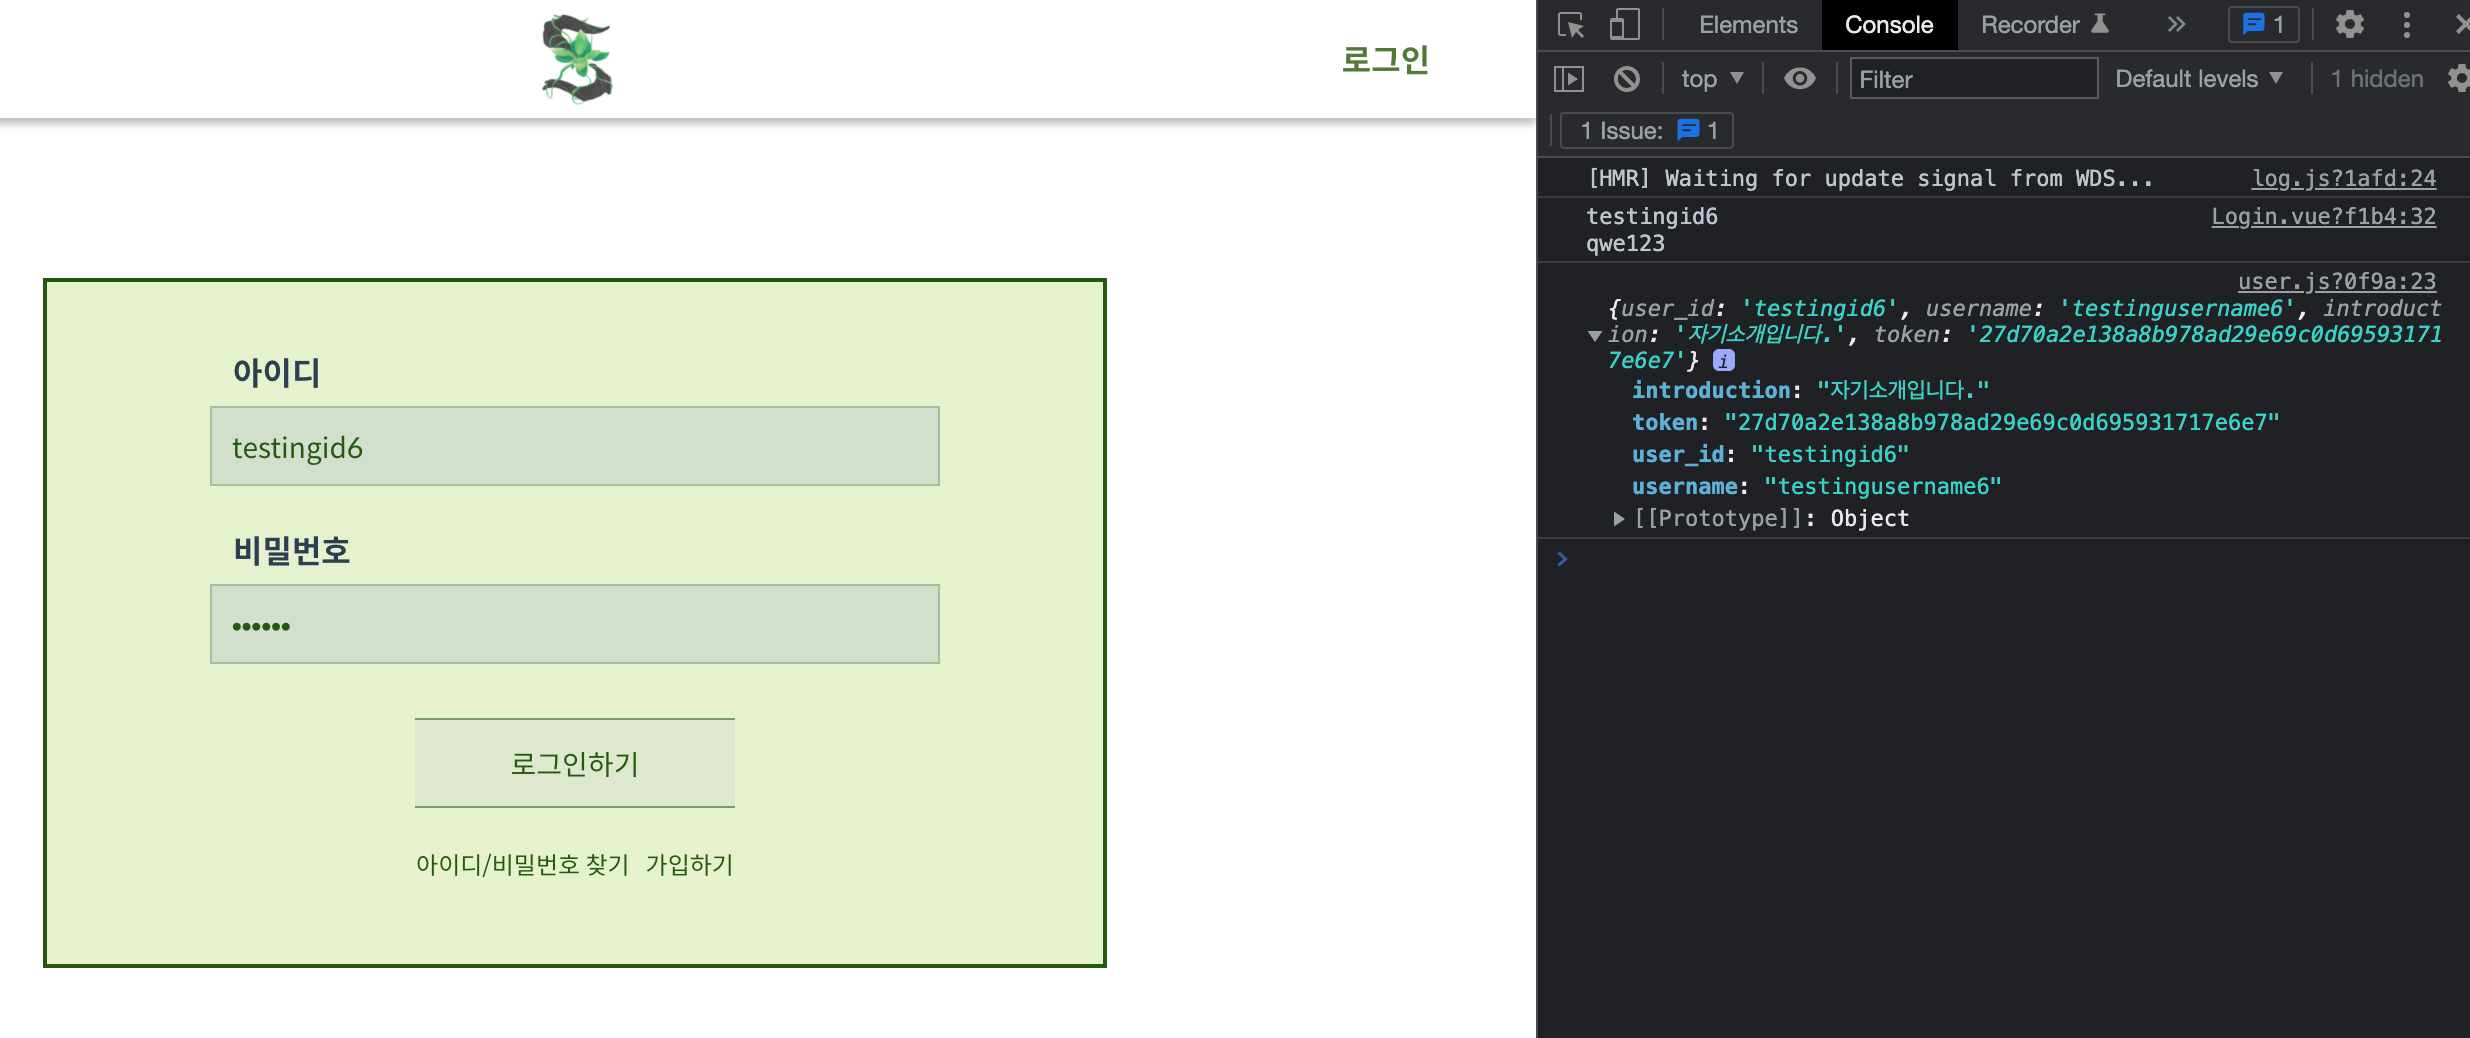 로그인
아이디
testingid6
비밀번호
••••••
로그인하기
아이디/비밀번호 찾기 가입하기
Elements Console Recorder 1
top Filter Default levels 1 hidden
1 Issue: 1
[HMR] Waiting for update signal from WDS... log.js?1afd:24
testingid6 Login.vue?f1b4:32
qwe123
user.js?0f9a:23
{user_id: 'testingid6', username: 'testingusername6', introduct
ion: '자기소개입니다.', token: '27d70a2e138a8b978ad29e69c0d69593171
7e6e7'} i
introduction: "자기소개입니다."
token: "27d70a2e138a8b978ad29e69c0d695931717e6e7"
user_id: "testingid6"
username: "testingusername6"
[[Prototype]]: Object